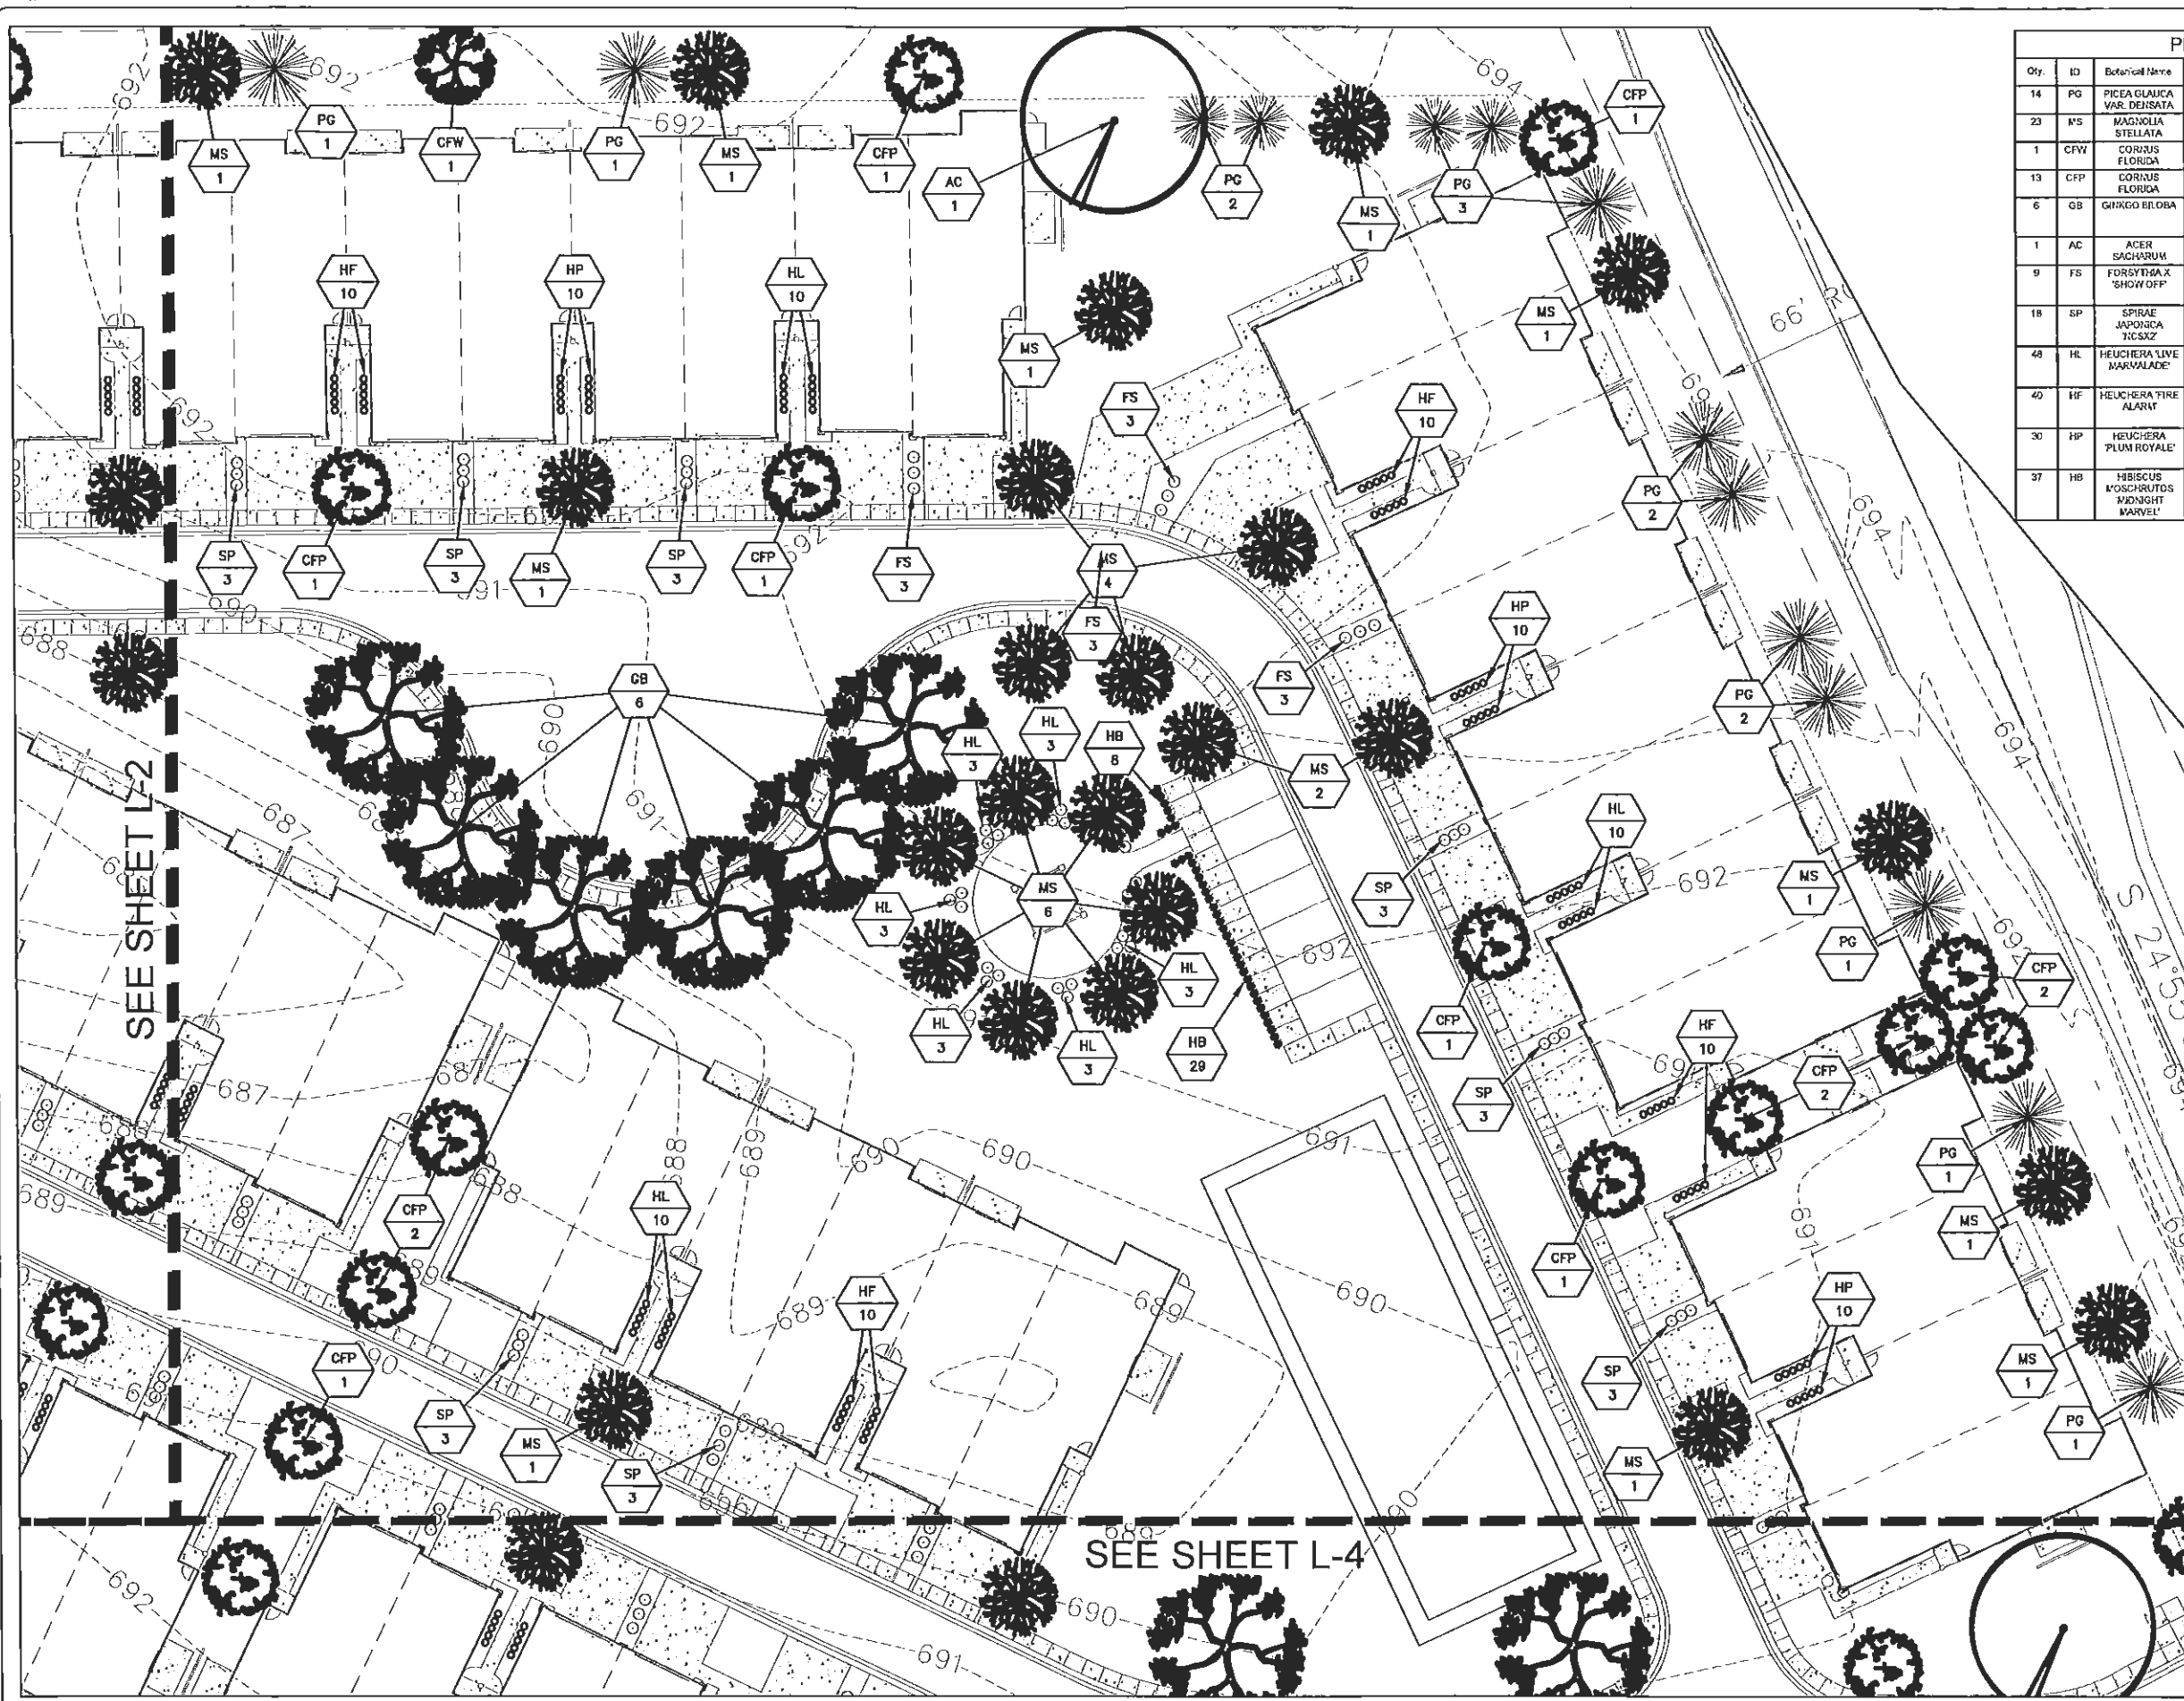 Qty. ID Botanical Name
14 PG PICEA GLAUCA
VAR. DENSATA
23 MS MAGNOLIA
STELLATA
1 CFW CORNUS
FLORIDA
13 CFP CORNUS
FLORIDA
6 GB GINKGO BILOBA
1 AC ACER
SACHARUM
9 FS FORSYTHIA X
'SHOW OFF'
18 SP SPIRAE
JAPONICA
'NCSX2'
48 HL HEUCHERA 'LIVE
MARMALADE'
40 HF HEUCHERA 'FIRE
ALARM'
30 HP HEUCHERA
'PLUM ROYALE'
37 HB HIBISCUS
MOSCHRUTOS
'MIDNIGHT
MARVEL'
692 692 694
PG 1
MS 1
CFW 1
PG 1
692
MS 1
CFP 1
AC 1
PG 2
MS 1
PG 3
CFP 1
HF 10
HP 10
HL 10
MS 1
MS 1
66'
692
FS 3
HF 10
PG 2
694
SP 3
CFP 1
SP 3
MS 1
SP 3
CFP 1
692
FS 3
MS 4
690
691
FS 3
HP 10
688
GB 6
FS 3
PG 2
694
690
HL 3
HL 3
HB 8
MS 2
SEE SHEET L-2
687
691
HL 10
HL 3
MS 6
SP 3
692
MS 1
692
PG 1
HL 3
CFP 2
HL 3
HL 3
HB 29
CFP 1
HF 10
687
SP 3
CFP 2
689
690
691
688
PG 1
689
CFP 2
HL 10
MS 1
CFP 1
691
HF 10
689
689
690
HP 10
CFP 1
SP 3
MS 1
SP 3
MS 1
SP 3
MS 1
PG 1
690
SEE SHEET L-4
692
690
691